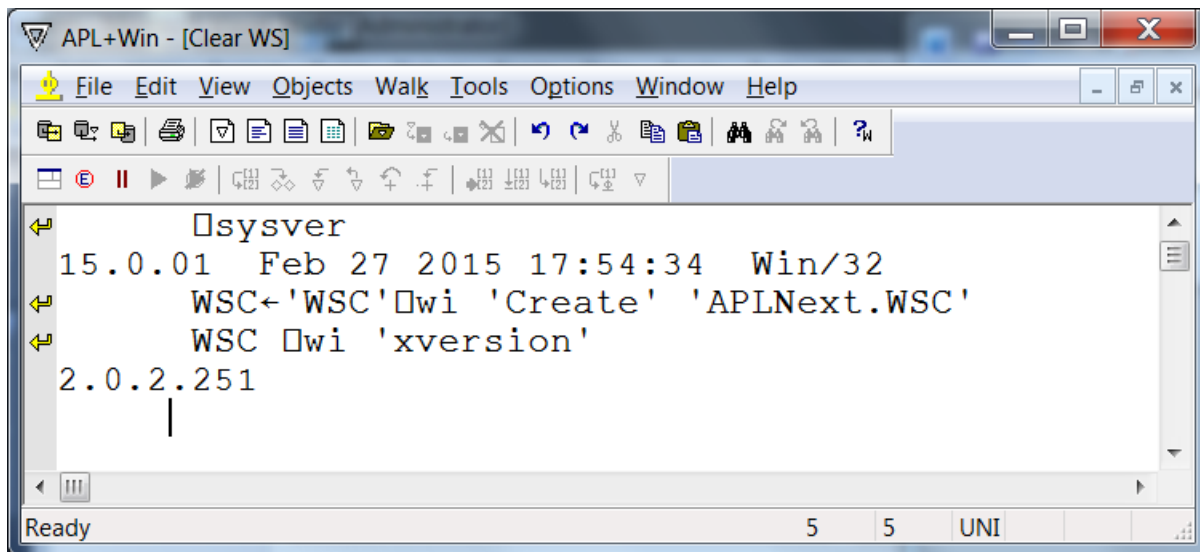 APL+Win - [Clear WS]
File Edit View Objects Walk Tools Options Window Help
⎕sysver
15.0.01  Feb 27 2015 17:54:34  Win/32
WSC←'WSC'⎕wi 'Create' 'APLNext.WSC'
WSC ⎕wi 'xversion'
2.0.2.251
Ready 5 5 UNI